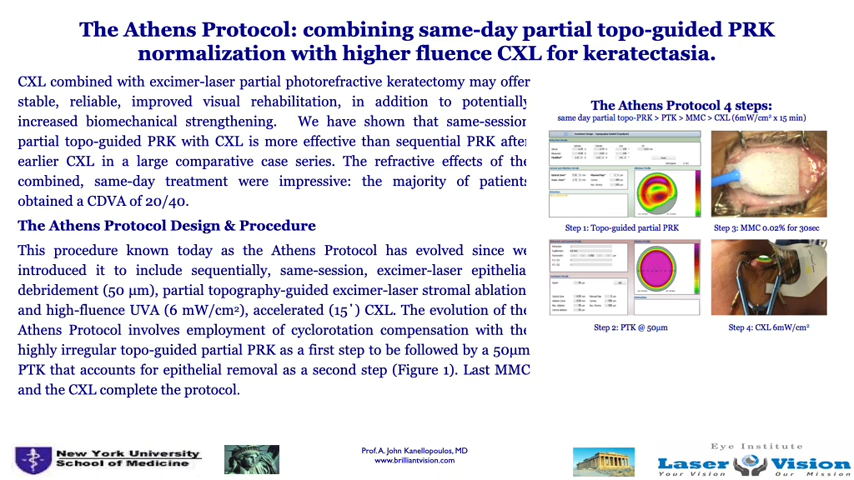 The Athens Protocol: combining same-day partial topo-guided PRK
normalization with higher fluence CXL for keratectasia.
CXL combined with excimer-laser partial photorefractive keratectomy may offer
stable, reliable, improved visual rehabilitation, in addition to potentially
increased biomechanical strengthening. We have shown that same-session
partial topo-guided PRK with CXL is more effective than sequential PRK after
earlier CXL in a large comparative case series. The refractive effects of the
combined, same-day treatment were impressive: the majority of patients
obtained a CDVA of 20/40.
The Athens Protocol Design & Procedure
This procedure known today as the Athens Protocol has evolved since we
introduced it to include sequentially, same-session, excimer-laser epithelia
debridement (50 μm), partial topography-guided excimer-laser stromal ablation
and high-fluence UVA (6 mW/cm²), accelerated (15΄) CXL. The evolution of the
Athens Protocol involves employment of cyclorotation compensation with the
highly irregular topo-guided partial PRK as a first step to be followed by a 50μm
PTK that accounts for epithelial removal as a second step (Figure 1). Last MMC
and the CXL complete the protocol.
The Athens Protocol 4 steps:
same day partial topo-PRK > PTK > MMC > CXL (6mW/cm² x 15 min)
Step 1: Topo-guided partial PRK
Step 3: MMC 0.02% for 30sec
Step 2: PTK @ 50μm
Step 4: CXL 6mW/cm²
New York University
School of Medicine
Prof. A. John Kanellopoulos, MD
www.brilliantvision.com
Eye Institute
Laser Vision
Your Vision Our Mission